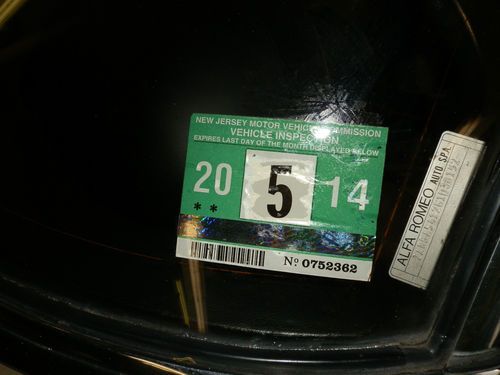 NEW JERSEY MOTOR VEHICLE COMMISSION
VEHICLE INSPECTION
EXPIRES LAST DAY OF THE MONTH DISPLAYED BELOW
20 5 14
**
Nº 0752362
ALFA ROMEO AUTO S.P.A.